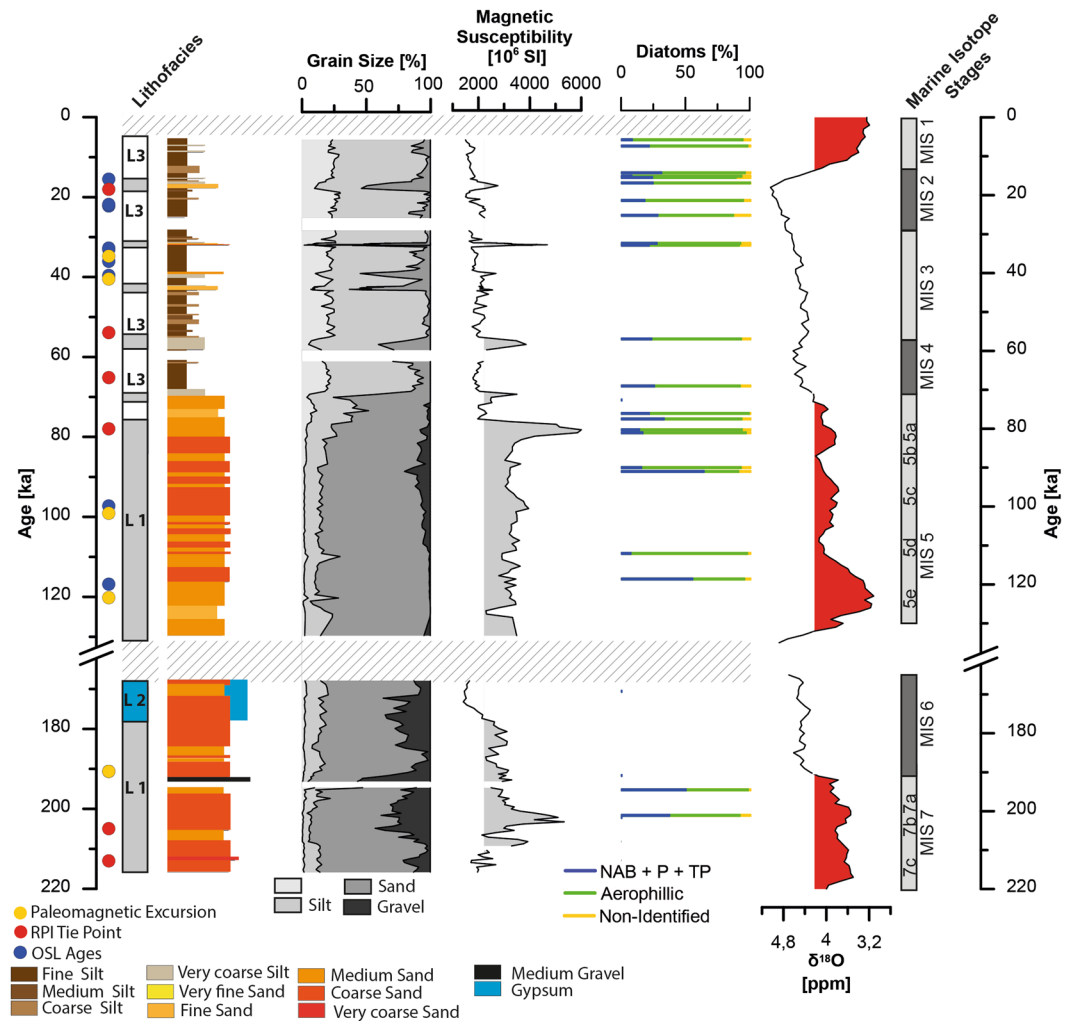 Lithofacies
Grain Size [%]
0 50 100
Magnetic
Susceptibility
[10⁶ SI]
2000 4000 6000
Diatoms [%]
0 50 100
Marine Isotope
Stages
Age [ka]
0
20
40
60
80
100
120
180
200
220
L3
L3
L3
L3
L 1
L 2
L 1
MIS 1
MIS 2
MIS 3
MIS 4
5a
5b
5c
5d
5e
MIS 5
MIS 6
7a
7b
7c
MIS 7
Age [ka]
0
20
40
60
80
100
120
180
200
220
4,8 4 3,2
δ¹⁸O
[ppm]
Silt
Sand
Gravel
NAB + P + TP
Aerophillic
Non-Identified
Paleomagnetic Excursion
RPI Tie Point
OSL Ages
Fine Silt
Medium Silt
Coarse Silt
Very coarse Silt
Very fine Sand
Fine Sand
Medium Sand
Coarse Sand
Very coarse Sand
Medium Gravel
Gypsum